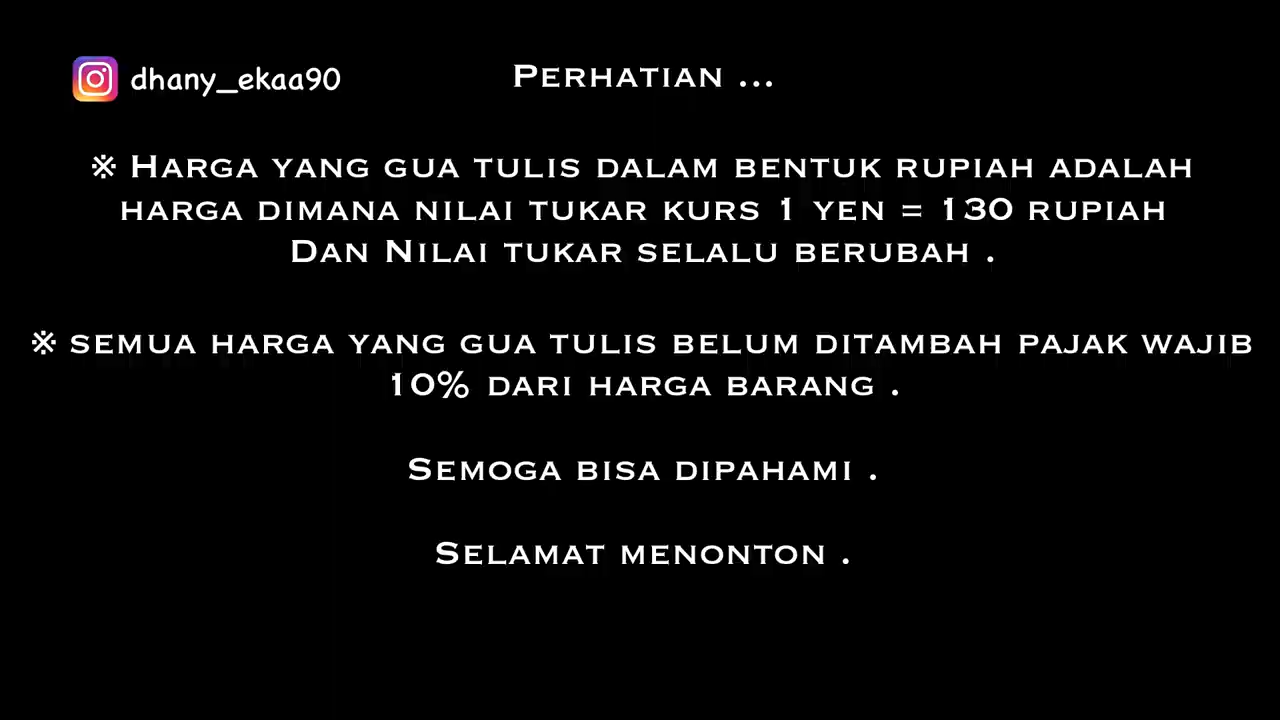 dhany_ekaa90
Perhatian ...
※ Harga yang gua tulis dalam bentuk rupiah adalah
harga dimana nilai tukar kurs 1 yen = 130 rupiah
Dan Nilai tukar selalu berubah .
※ semua harga yang gua tulis belum ditambah pajak wajib
10% dari harga barang .
Semoga bisa dipahami .
Selamat menonton .